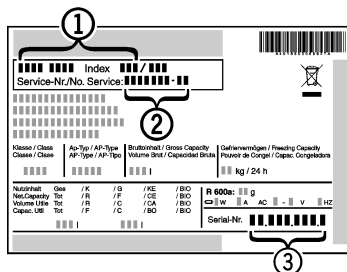 1
Index /
Service-Nr./No. Service: -
2
Klasse / Class
Classe / Clase
Ap-Typ / AP-Type
AP-Type / AP-Tipo
Bruttoinhalt / Gross Capacity
Volume Brut / Capacidad Bruta
Gefriervermögen / Freezing Capacity
Pouvoir de Congel / Capac. Congeladora
l
kg / 24 h
Nutzinhalt Ges / K / G / KE / BIO
Net.Capacity Tot / R / F / CE / BIO
Volume Utile Tot / R / C / CA / BIO
Capac. Util Tot / F / C / BO / BIO
l l
R 600a: g
W A AC - V HZ
Serial-Nr.
3